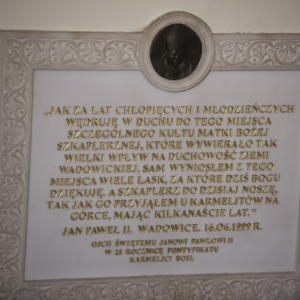 „JAK ZA LAT CHŁOPIĘCYCH I MŁODZIEŃCZYCH
WĘDRUJĘ W DUCHU DO TEGO MIEJSCA
SZCZEGÓLNEGO KULTU MATKI BOŻEJ
SZKAPLERZNEJ, KTÓRE WYWIERAŁO TAK
WIELKI WPŁYW NA DUCHOWOŚĆ ZIEMI
WADOWICKIEJ. SAM WYNIOSŁEM Z TEGO
MIEJSCA WIELE ŁASK, ZA KTÓRE DZIŚ BOGU
DZIĘKUJĘ. A SZKAPLERZ DO DZISIAJ NOSZĘ,
TAK JAK GO PRZYJĄŁEM U KARMELITÓW NA
GÓRCE, MAJĄC KILKANAŚCIE LAT.”
JAN PAWEŁ II. WADOWICE. 16.06.1999 R.
OJCU ŚWIĘTEMU JANOWI PAWŁOWI II
W 25 ROCZNICĘ PONTYFIKATU
KARMELICI BOSI.